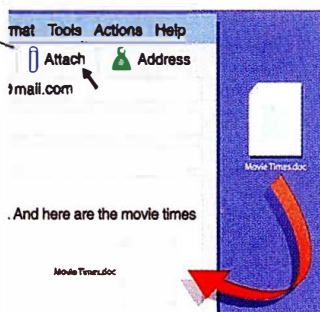 mat Tools Actions Help
Attach Address
mail.com
Movie Times.doc
. And here are the movie times
Movie Times.doc